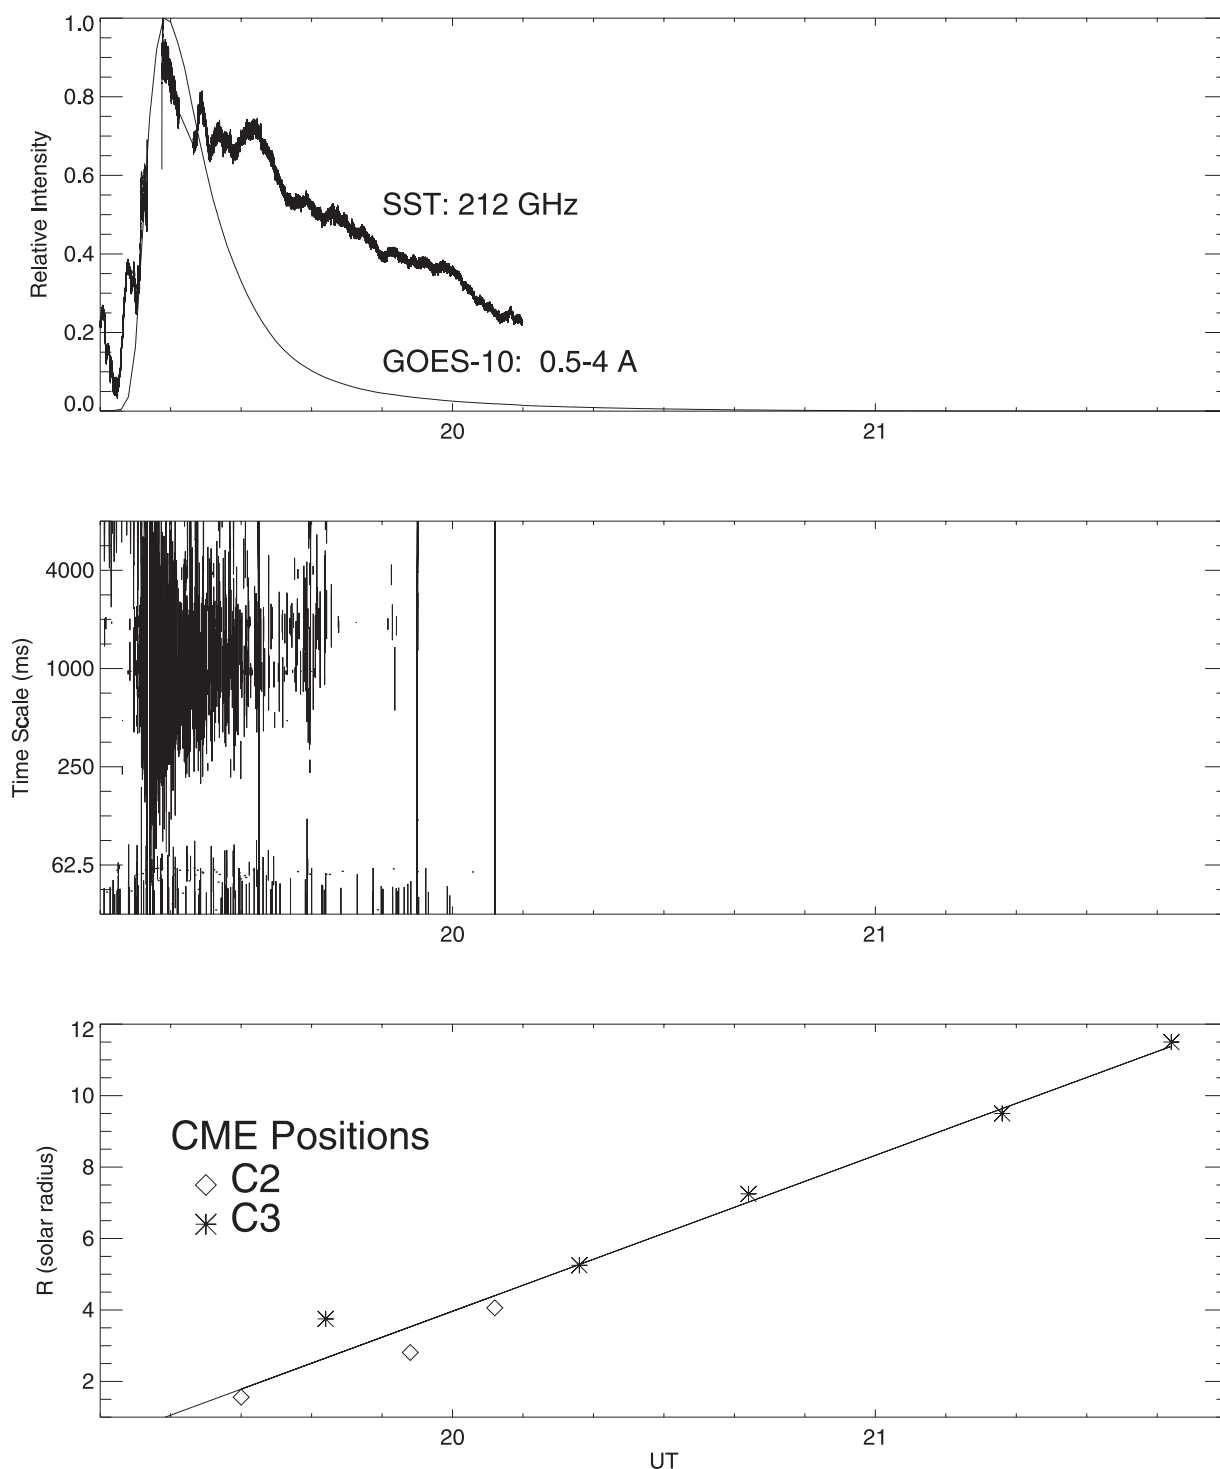 1.0
0.8
0.6
0.4
0.2
0.0
Relative Intensity
SST: 212 GHz
GOES-10: 0.5-4 A
20 21
4000
1000
250
62.5
Time Scale (ms)
20 21
12
10
8
6
4
2
R (solar radius)
CME Positions
C2
C3
20 21
UT